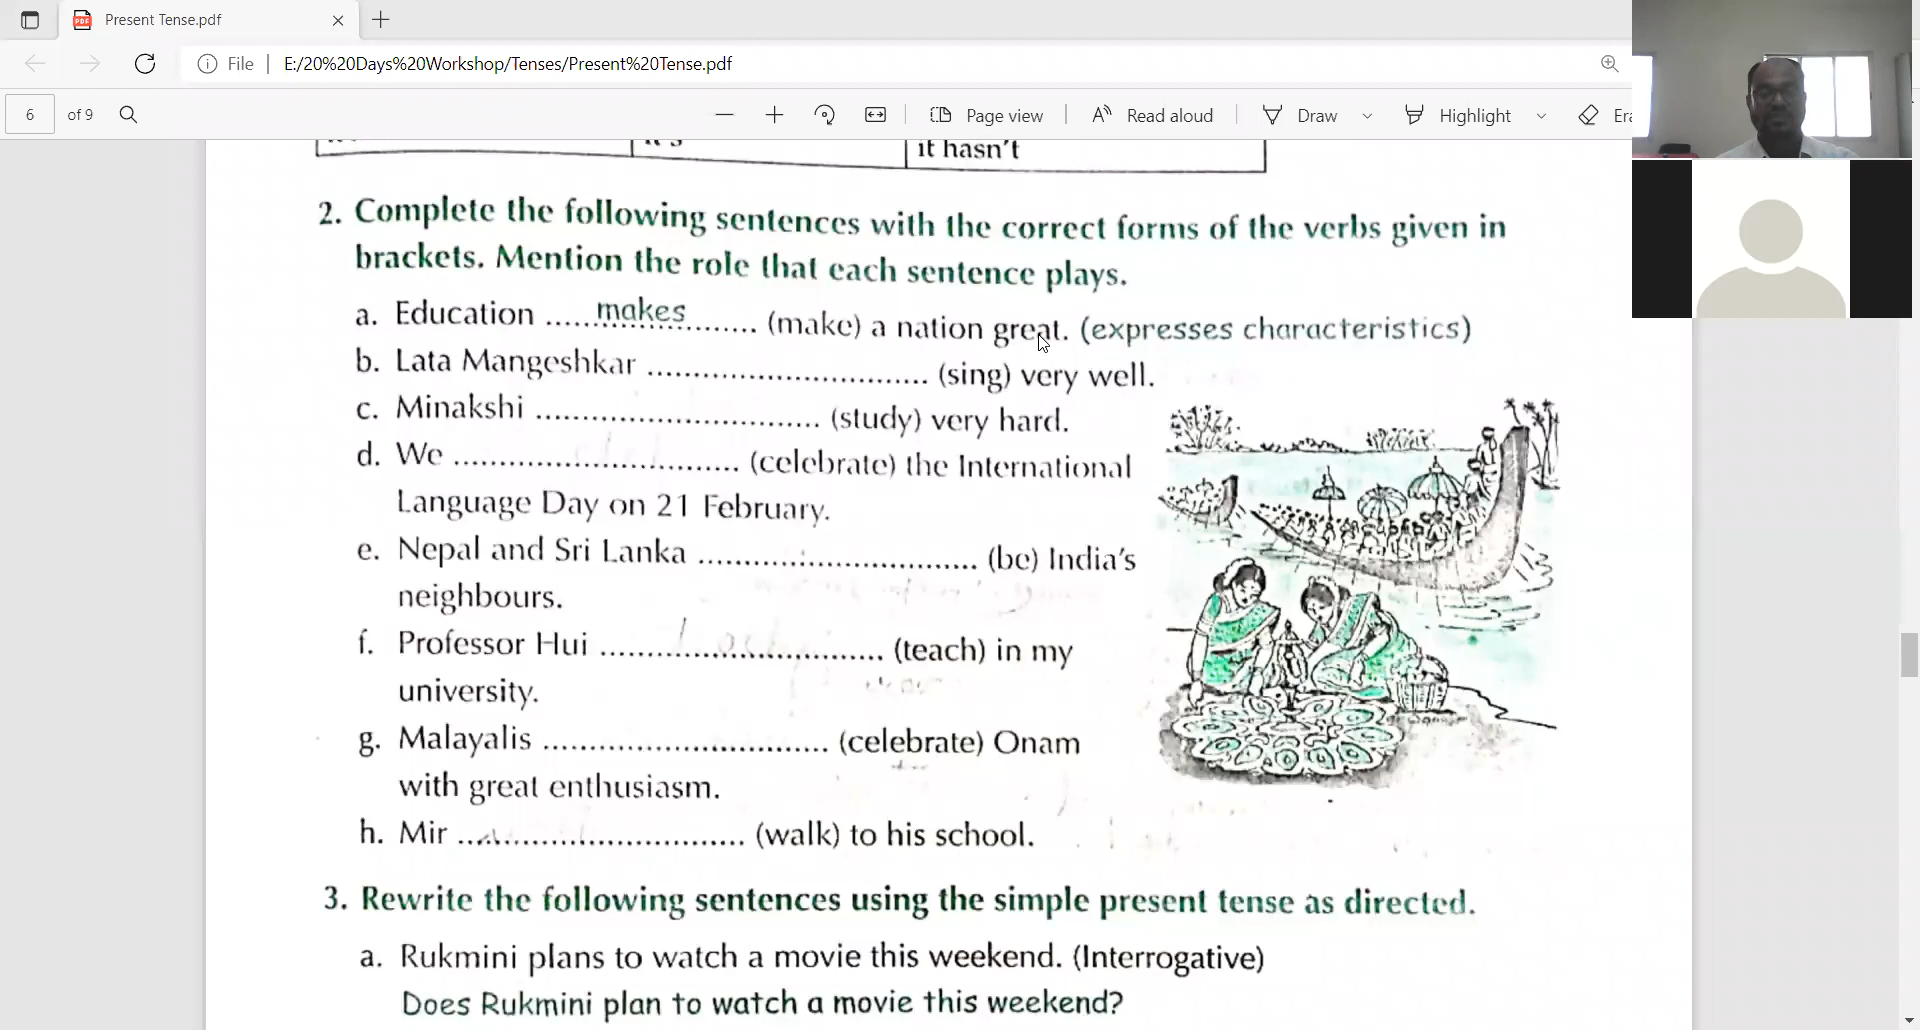 Present Tense.pdf
File
E:/20%20Days%20Workshop/Tenses/Present%20Tense.pdf
6 of 9
Page view
Read aloud
Draw
Highlight
it's
it hasn't
2. Complete the following sentences with the correct forms of the verbs given in
brackets. Mention the role that each sentence plays.
a. Education .....makes........ (make) a nation great. (expresses characteristics)
b. Lata Mangeshkar ............................. (sing) very well.
c. Minakshi ............................. (study) very hard.
d. We ............................. (celebrate) the International
Language Day on 21 February.
e. Nepal and Sri Lanka ............................. (be) India's
neighbours.
f. Professor Hui ............................. (teach) in my
university.
g. Malayalis ............................. (celebrate) Onam
with great enthusiasm.
h. Mir ............................. (walk) to his school.
3. Rewrite the following sentences using the simple present tense as directed.
a. Rukmini plans to watch a movie this weekend. (Interrogative)
Does Rukmini plan to watch a movie this weekend?